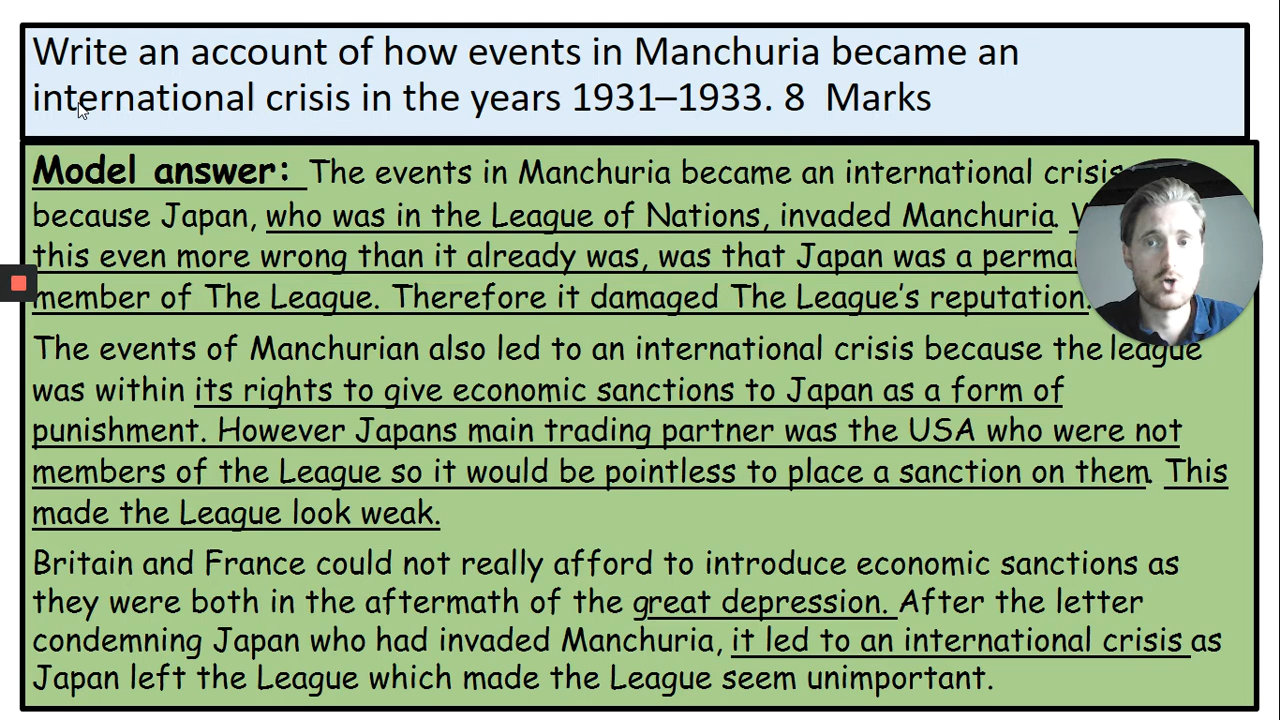 Write an account of how events in Manchuria became an
international crisis in the years 1931–1933. 8 Marks
Model answer: The events in Manchuria became an international crisis
because Japan, who was in the League of Nations, invaded Manchuria.
this even more wrong than it already was, was that Japan was a
member of The League. Therefore it damaged The League's reputation.
The events of Manchurian also led to an international crisis because the league
was within its rights to give economic sanctions to Japan as a form of
punishment. However Japans main trading partner was the USA who were not
members of the League so it would be pointless to place a sanction on them. This
made the League look weak.
Britain and France could not really afford to introduce economic sanctions as
they were both in the aftermath of the great depression. After the letter
condemning Japan who had invaded Manchuria, it led to an international crisis as
Japan left the League which made the League seem unimportant.